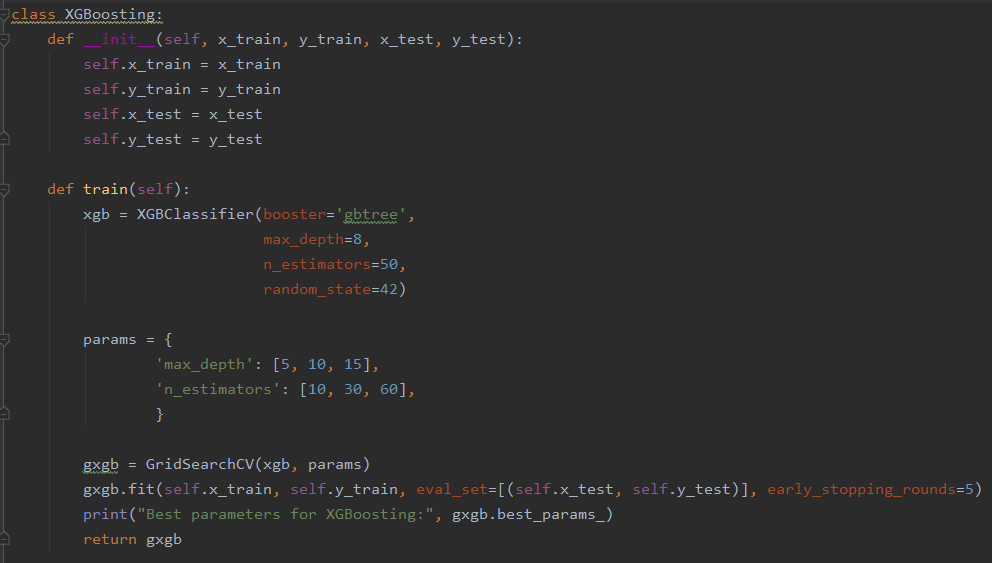 class XGBoosting:
    def __init__(self, x_train, y_train, x_test, y_test):
        self.x_train = x_train
        self.y_train = y_train
        self.x_test = x_test
        self.y_test = y_test
    def train(self):
        xgb = XGBClassifier(booster='gbtree',
                            max_depth=8,
                            n_estimators=50,
                            random_state=42)
        params = {
                'max_depth': [5, 10, 15],
                'n_estimators': [10, 30, 60],
                }
        gxgb = GridSearchCV(xgb, params)
        gxgb.fit(self.x_train, self.y_train, eval_set=[(self.x_test, self.y_test)], early_stopping_rounds=5)
        print("Best parameters for XGBoosting:", gxgb.best_params_)
        return gxgb